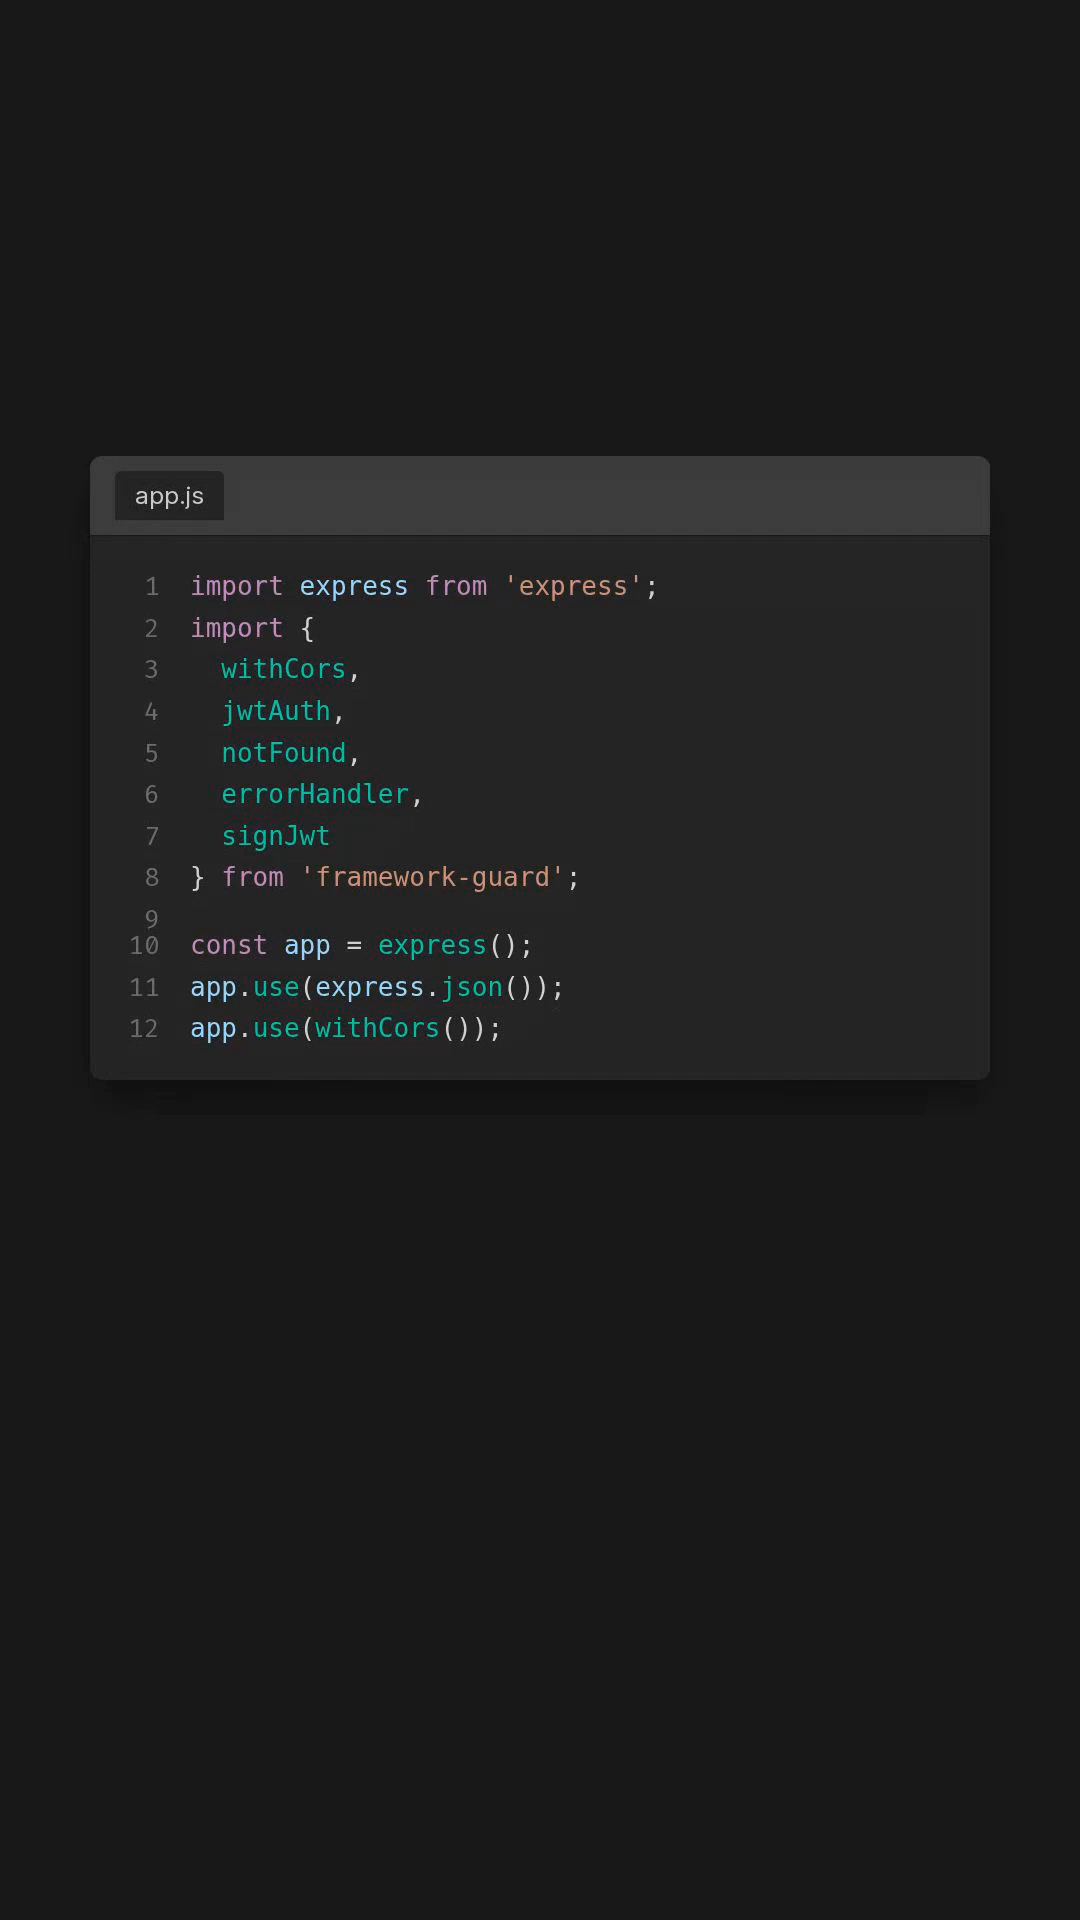 app.js
1 import express from 'express';
2 import {
3   withCors,
4   jwtAuth,
5   notFound,
6   errorHandler,
7   signJwt
8 } from 'framework-guard';
9
10 const app = express();
11 app.use(express.json());
12 app.use(withCors());